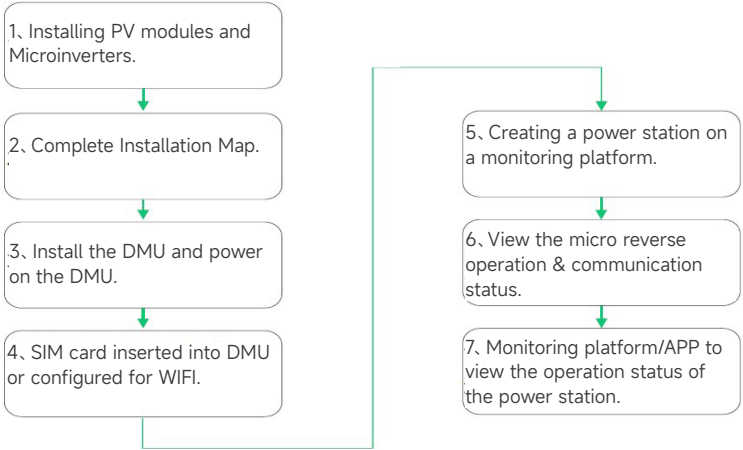 1、Installing PV modules and
Microinverters.
2、Complete Installation Map.
3、Install the DMU and power
on the DMU.
4、SIM card inserted into DMU
or configured for WIFI.
5、Creating a power station on
a monitoring platform.
6、View the micro reverse
operation & communication
status.
7、Monitoring platform/APP to
view the operation status of
the power station.